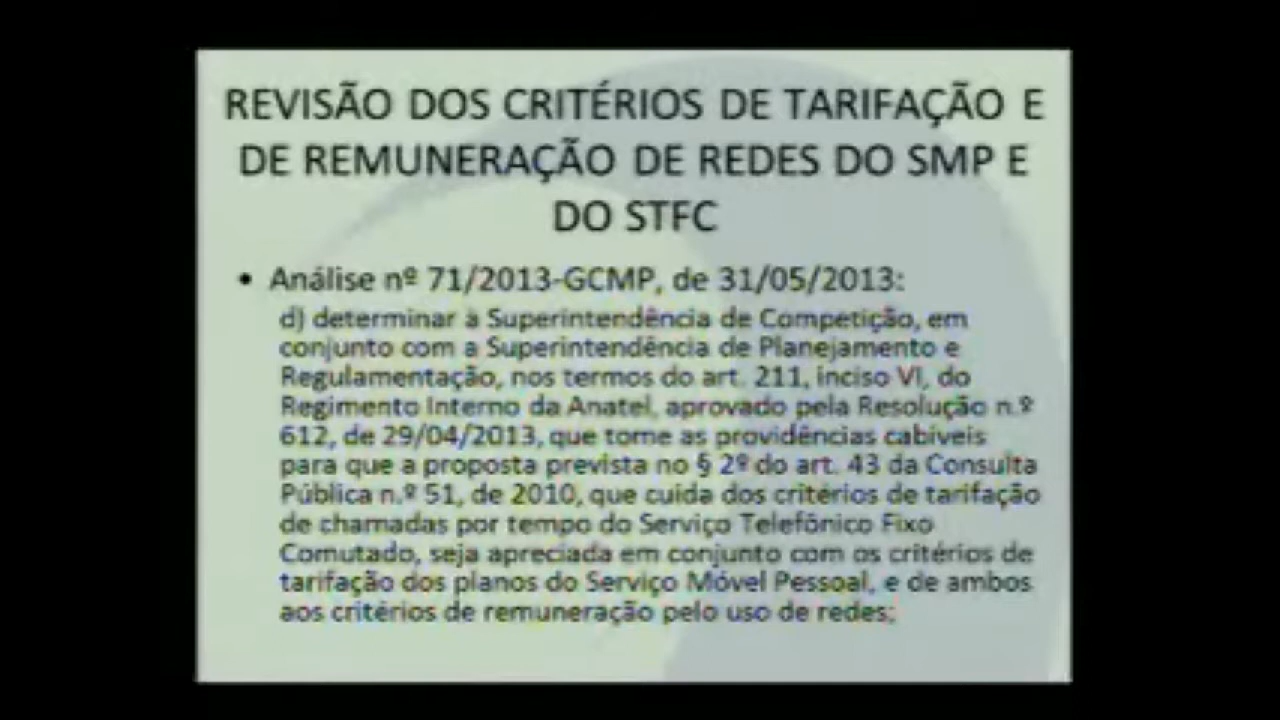 REVISÃO DOS CRITÉRIOS DE TARIFAÇÃO E
DE REMUNERAÇÃO DE REDES DO SMP E
DO STFC
• Análise nº 71/2013-GCMP, de 31/05/2013:
d) determinar à Superintendência de Competição, em
conjunto com a Superintendência de Planejamento e
Regulamentação, nos termos do art. 211, inciso VI, do
Regimento Interno da Anatel, aprovado pela Resolução n.º
612, de 29/04/2013, que tome as providências cabíveis
para que a proposta prevista no § 2º do art. 43 da Consulta
Pública n.º 51, de 2010, que cuida dos critérios de tarifação
de chamadas por tempo do Serviço Telefônico Fixo
Comutado, seja apreciada em conjunto com os critérios de
tarifação dos planos do Serviço Móvel Pessoal, e de ambos
aos critérios de remuneração pelo uso de redes;